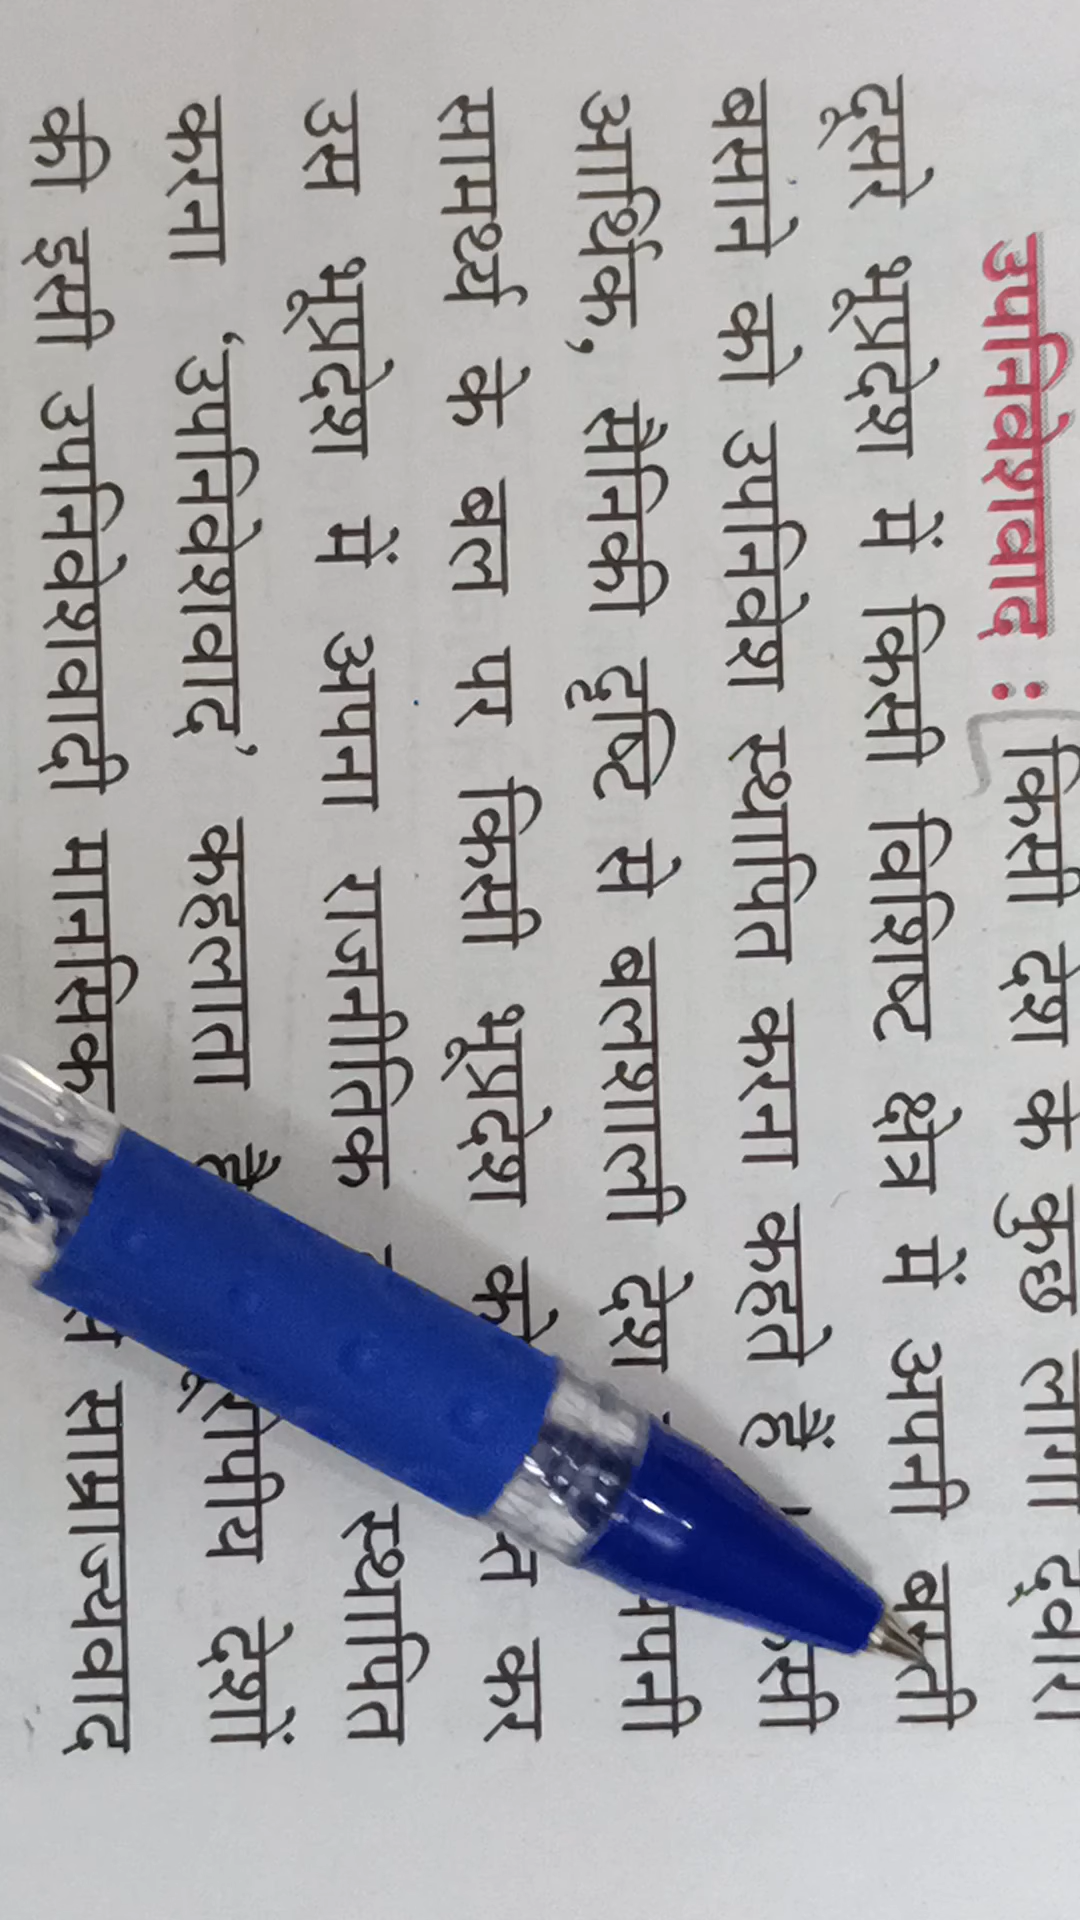 उपनिवेशवाद : किसी देश के कुछ लोगों द्वारा
दूसरे भूप्रदेश में किसी विशिष्ट क्षेत्र में अपनी बस्ती
बसाने को उपनिवेश स्थापित करना कहते हैं ।
आर्थिक, सैनिकी दृष्टि से बलशाली देश
सामर्थ्य के बल पर किसी भूप्रदेश कर
उस भूप्रदेश में अपना राजनीतिक स्थापित
करना ‘उपनिवेशवाद’ कहलाता है देशों
की इसी उपनिवेशवादी मानसिक साम्राज्यवाद